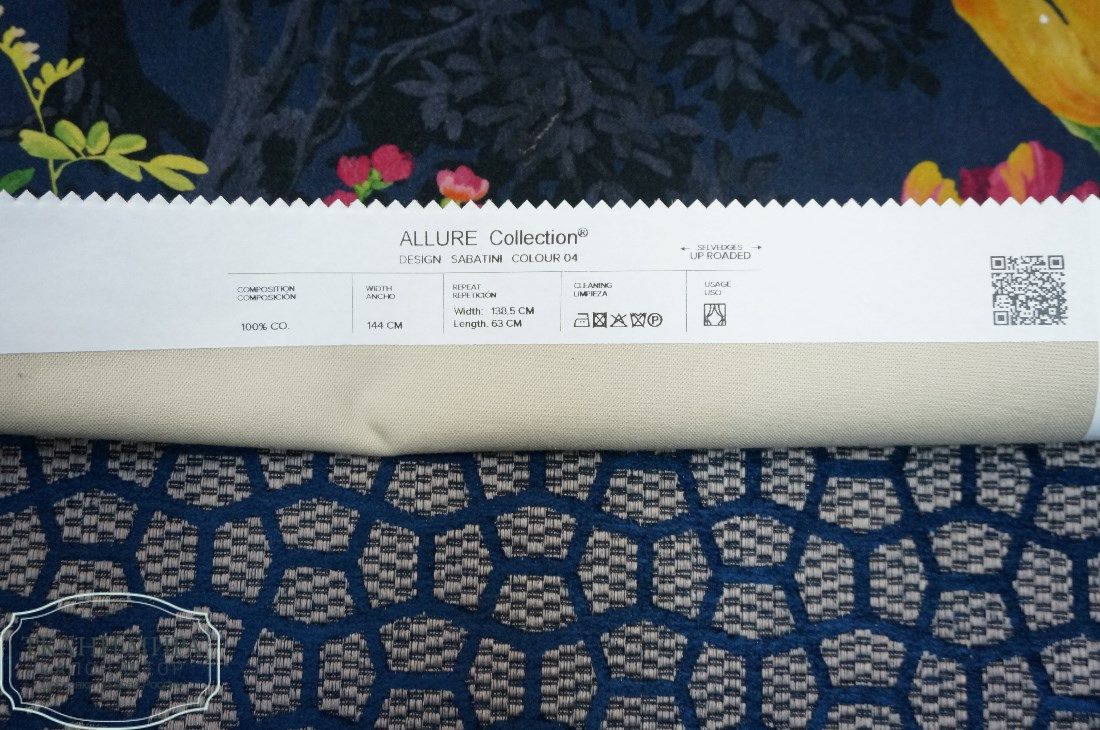 ALLURE Collection®
DESIGN SABATINI COLOUR 04
← SELVEDGES →
UP ROADED
COMPOSITION
COMPOSICIÓN
100% CO.
WIDTH
ANCHO
144 CM
REPEAT
REPETICIÓN
Width: 138,5 CM
Length. 63 CM
CLEANING
LIMPIEZA
P
USAGE
USO